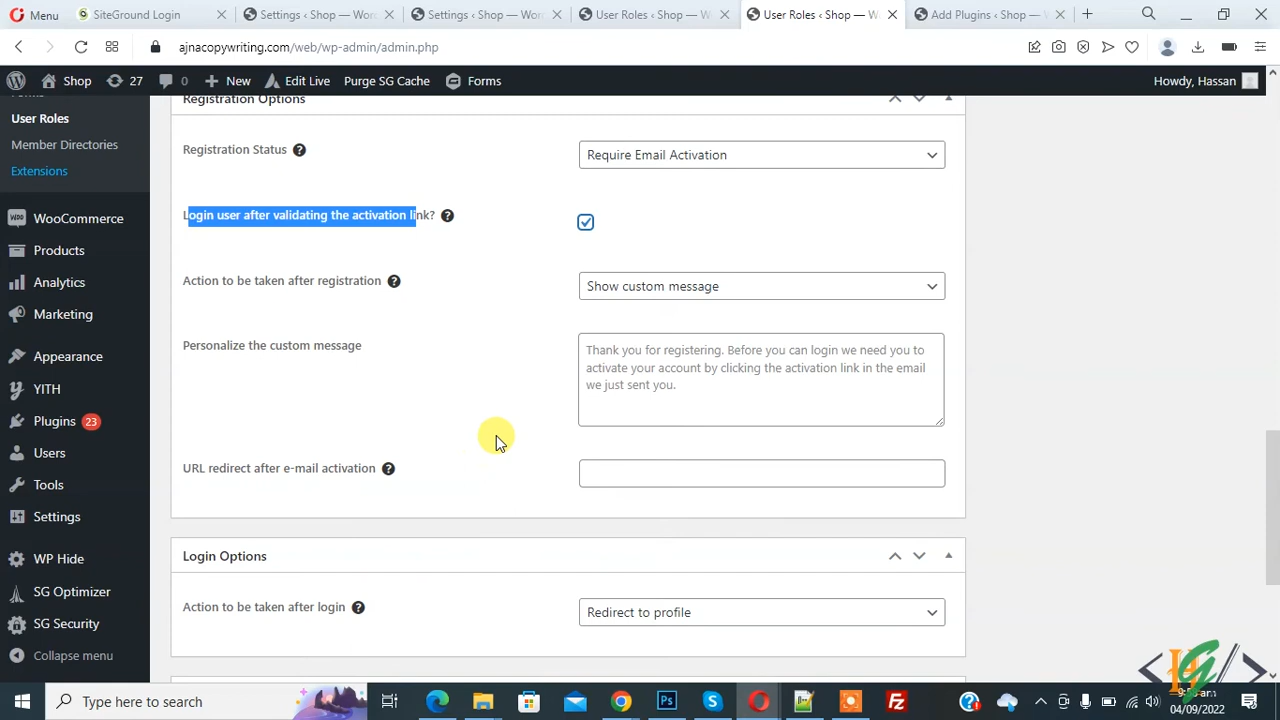 Menu
SiteGround Login
Settings ‹ Shop — Wor
Settings ‹ Shop — Wor
User Roles ‹ Shop — W
User Roles ‹ Shop — W
Add Plugins ‹ Shop —
ajnacopywriting.com/web/wp-admin/admin.php
Shop
27
0
New
Edit Live
Purge SG Cache
Forms
Howdy, Hassan
User Roles
Member Directories
Extensions
WooCommerce
Products
Analytics
Marketing
Appearance
YITH
Plugins 23
Users
Tools
Settings
WP Hide
SG Optimizer
SG Security
Collapse menu
Registration Options
Registration Status
Require Email Activation
Login user after validating the activation link?
Action to be taken after registration
Show custom message
Personalize the custom message
Thank you for registering. Before you can login we need you to
activate your account by clicking the activation link in the email
we just sent you.
URL redirect after e-mail activation
Login Options
Action to be taken after login
Redirect to profile
Type here to search
04/09/2022